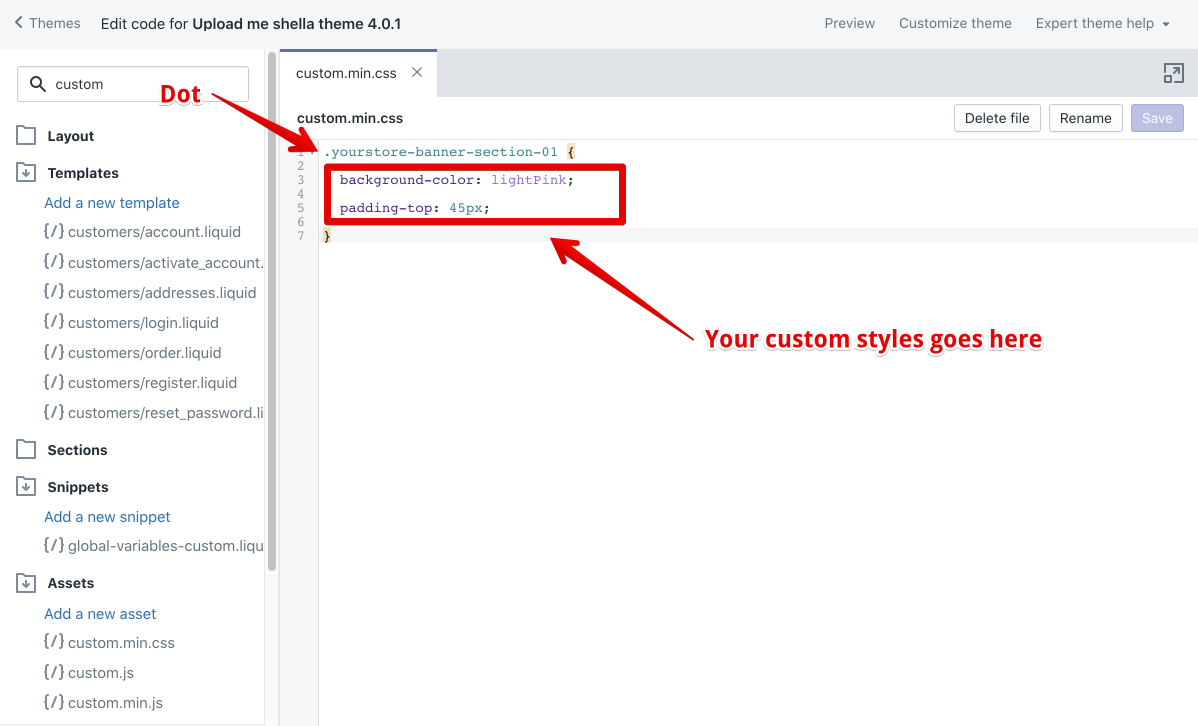 Themes
Edit code for Upload me shella theme 4.0.1
Preview
Customize theme
Expert theme help
custom
Layout
Templates
Add a new template
{/} customers/account.liquid
{/} customers/activate_account.
{/} customers/addresses.liquid
{/} customers/login.liquid
{/} customers/order.liquid
{/} customers/register.liquid
{/} customers/reset_password.li
Sections
Snippets
Add a new snippet
{/} global-variables-custom.liqu
Assets
Add a new asset
{/} custom.min.css
{/} custom.js
{/} custom.min.js
Dot
custom.min.css
custom.min.css
Delete file
Rename
Save
1 .yourstore-banner-section-01 {
2
3 background-color: lightPink;
4
5 padding-top: 45px;
6
7 }
Your custom styles goes here